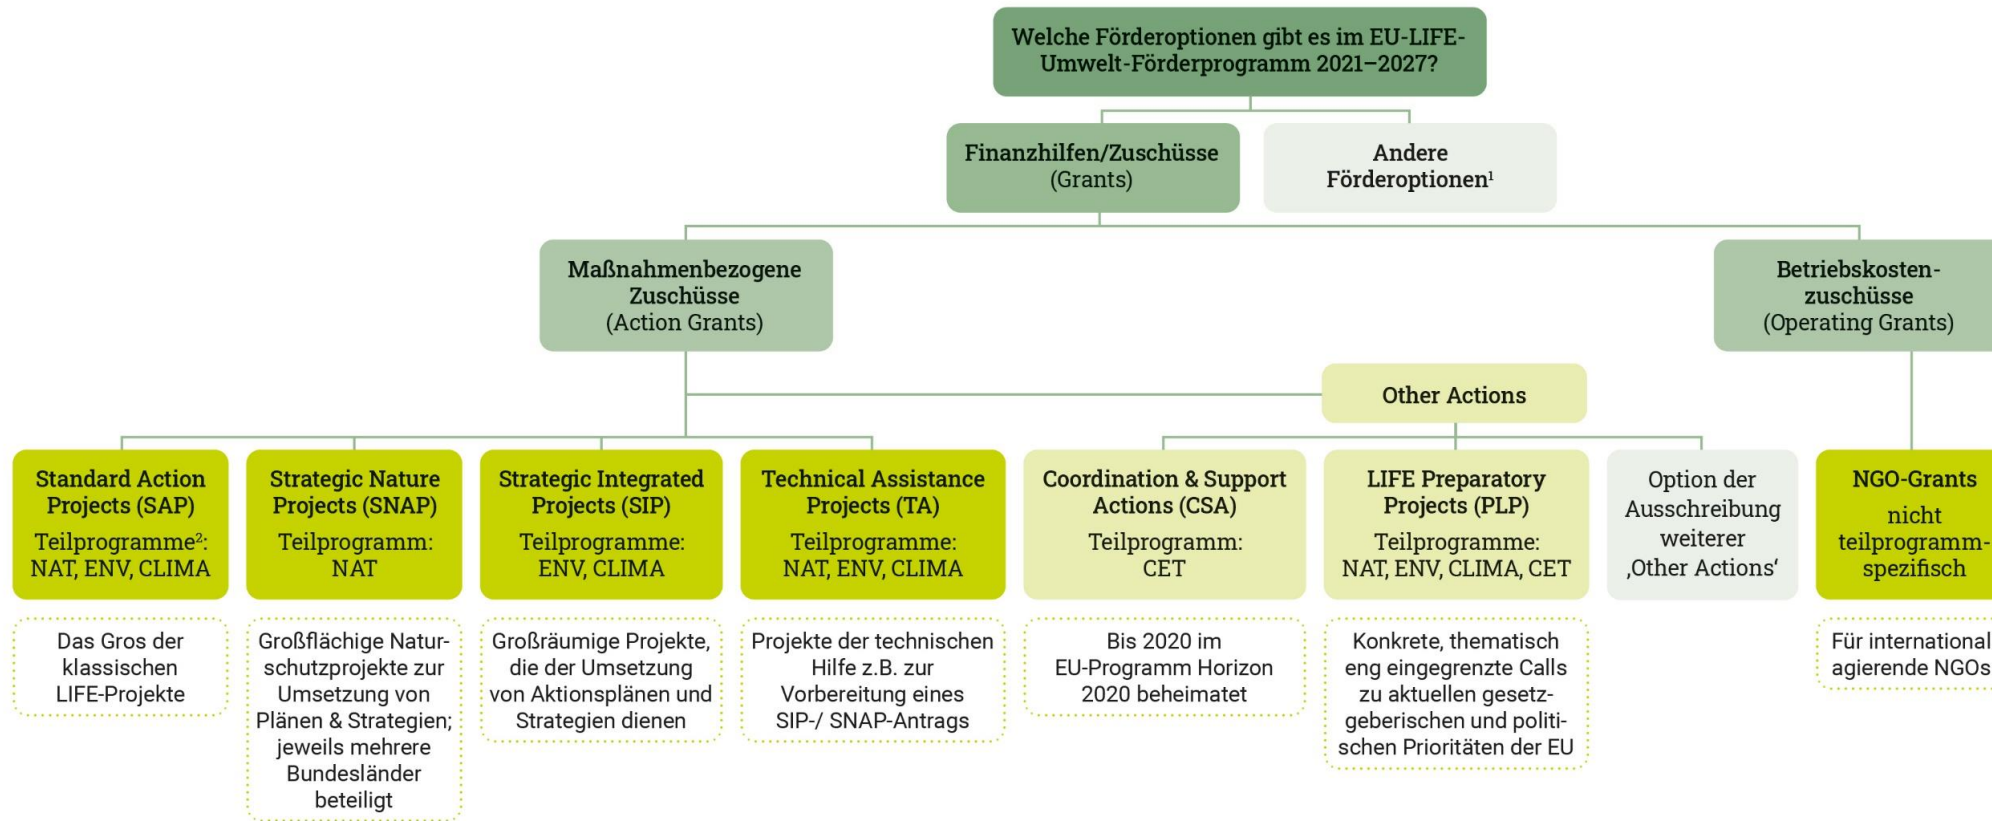 Welche Förderoptionen gibt es im EU-LIFE-
Umwelt-Förderprogramm 2021–2027?
Finanzhilfen/Zuschüsse
(Grants)
Andere
Förderoptionen¹
Maßnahmenbezogene
Zuschüsse
(Action Grants)
Betriebskosten-
zuschüsse
(Operating Grants)
Other Actions
Standard Action
Projects (SAP)
Teilprogramme²:
NAT, ENV, CLIMA
Das Gros der
klassischen
LIFE-Projekte
Strategic Nature
Projects (SNAP)
Teilprogramm:
NAT
Großflächige Natur-
schutzprojekte zur
Umsetzung von
Plänen & Strategien;
jeweils mehrere
Bundesländer
beteiligt
Strategic Integrated
Projects (SIP)
Teilprogramme:
ENV, CLIMA
Großräumige Projekte,
die der Umsetzung
von Aktionsplänen und
Strategien dienen
Technical Assistance
Projects (TA)
Teilprogramme:
NAT, ENV, CLIMA
Projekte der technischen
Hilfe z.B. zur
Vorbereitung eines
SIP-/ SNAP-Antrags
Coordination & Support
Actions (CSA)
Teilprogramm:
CET
Bis 2020 im
EU-Programm Horizon
2020 beheimatet
LIFE Preparatory
Projects (PLP)
Teilprogramme:
NAT, ENV, CLIMA, CET
Konkrete, thematisch
eng eingegrenzte Calls
zu aktuellen gesetz-
geberischen und politi-
schen Prioritäten der EU
Option der
Ausschreibung
weiterer
‚Other Actions‘
NGO-Grants
nicht
teilprogramm-
spezifisch
Für international
agierende NGOs